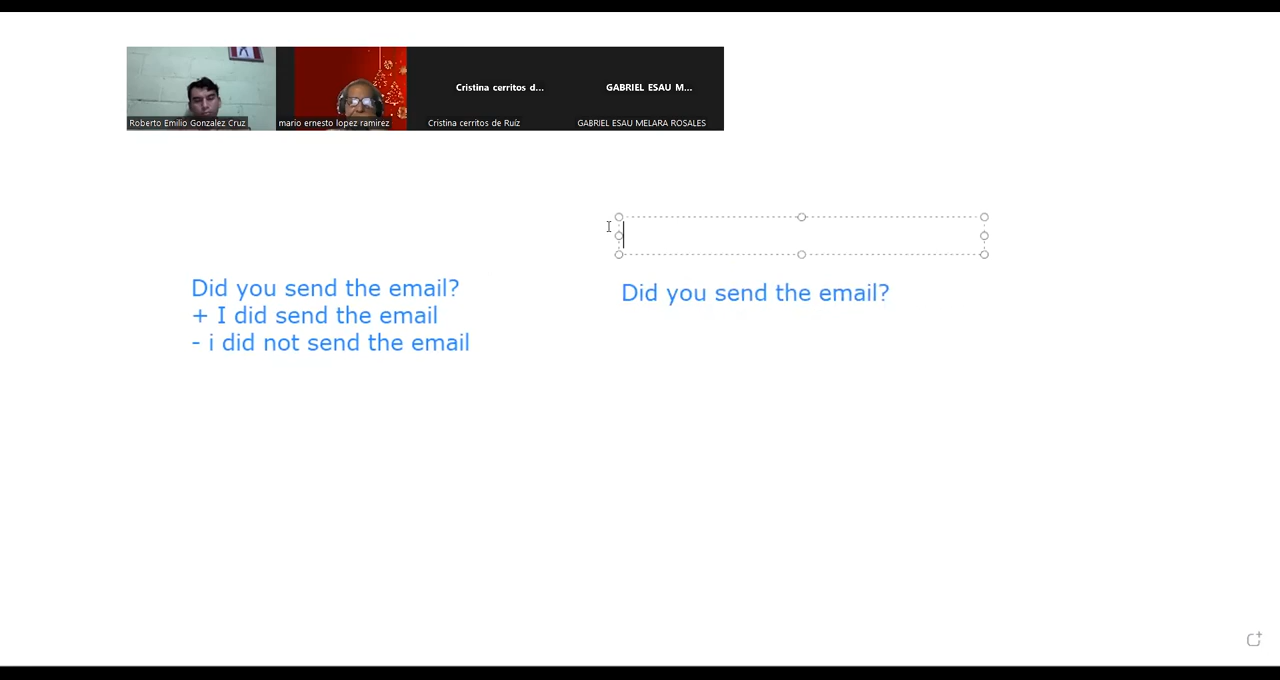 Cristina cerritos d...
GABRIEL ESAU M...
Roberto Emilio Gonzalez Cruz
mario ernesto lopez ramirez
Cristina cerritos de Ruíz
GABRIEL ESAU MELARA ROSALES
Did you send the email?
+ I did send the email
- i did not send the email
Did you send the email?